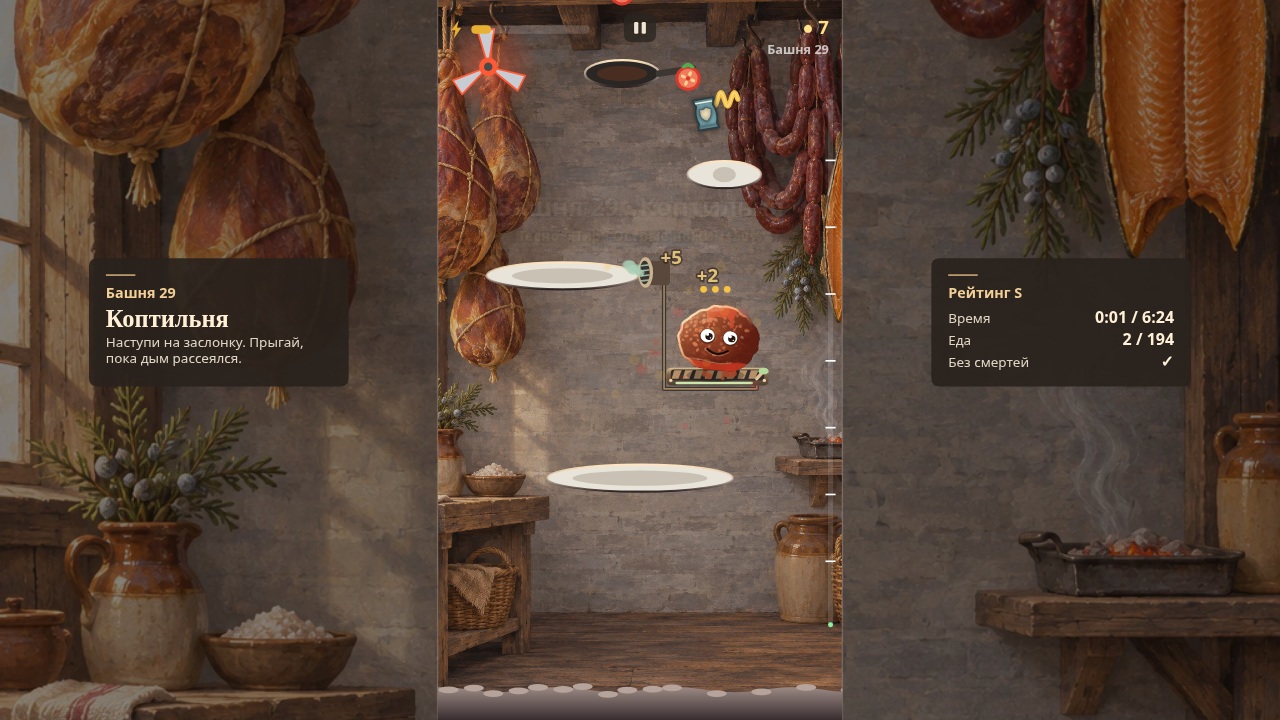 7
Башня 29
+5
+2
Башня 29
Коптильня
Наступи на заслонку. Прыгай,
пока дым рассеялся.
Рейтинг S
Время 0:01 / 6:24
Еда 2 / 194
Без смертей ✓